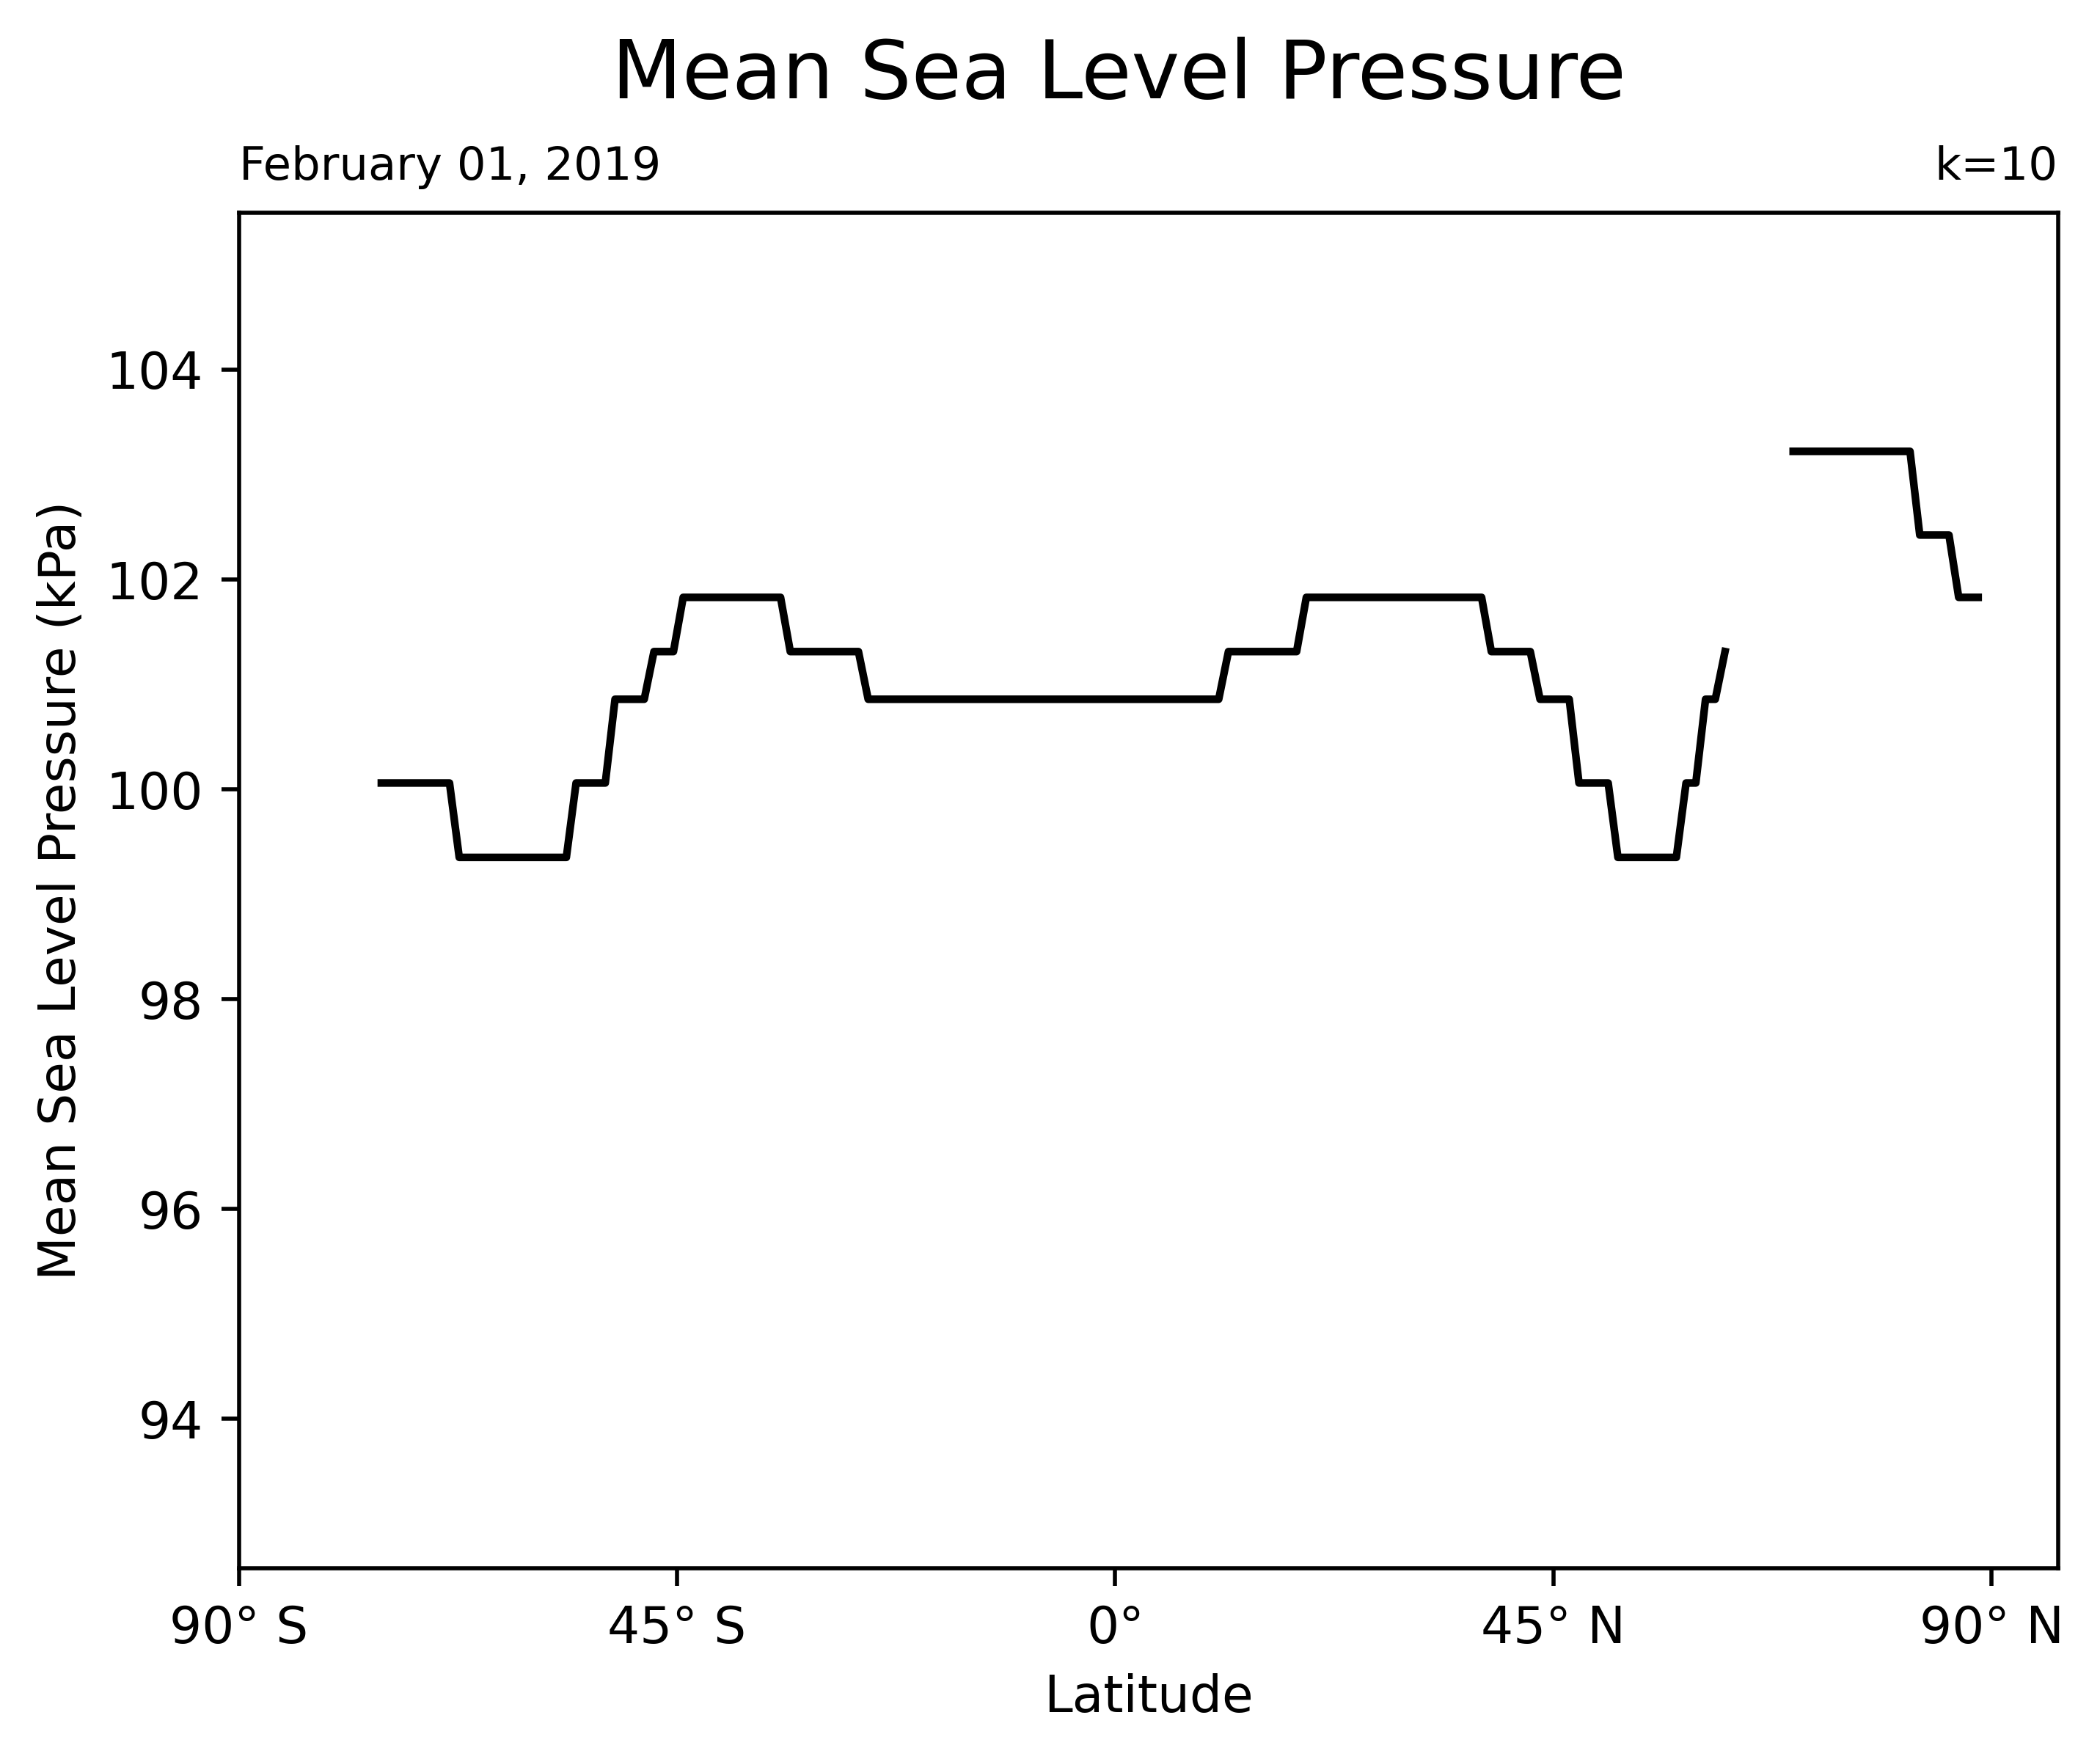 Mean Sea Level Pressure
February 01, 2019
k=10
Mean Sea Level Pressure (kPa)
104
102
100
98
96
94
90° S
45° S
0°
45° N
90° N
Latitude